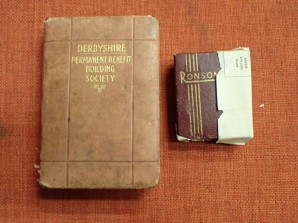 DERBYSHIRE
PERMANENT BENEFIT
BUILDING
SOCIETY
RONSON